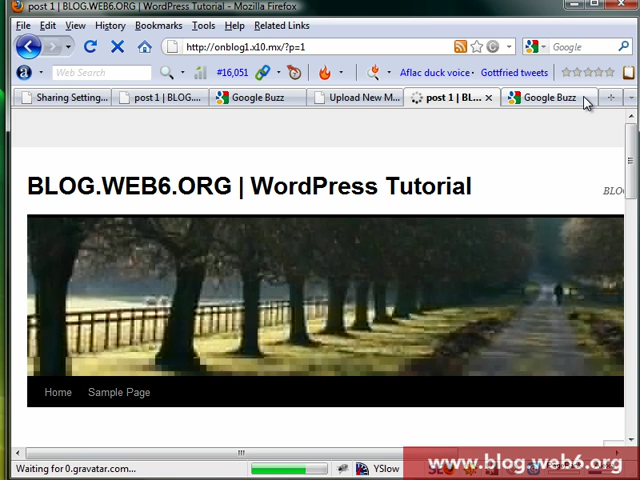 post 1 | BLOG.WEB6.ORG | WordPress Tutorial - Mozilla Firefox
File Edit View History Bookmarks Tools Help Related Links
http://onblog1.x10.mx/?p=1
Google
Web Search #16,051 Aflac duck voice Gottfried tweets
Sharing Setting... post 1 | BLOG.... Google Buzz Upload New M... post 1 | BL... Google Buzz
BLOG.WEB6.ORG | WordPress Tutorial
BLO
Home Sample Page
Waiting for 0.gravatar.com... YSlow
www.blog.web6.org